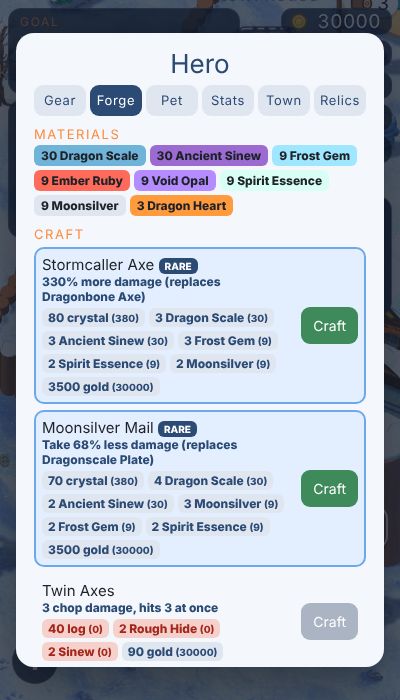 GOAL
30000
Hero
Gear Forge Pet Stats Town Relics
MATERIALS
30 Dragon Scale 30 Ancient Sinew 9 Frost Gem
9 Ember Ruby 9 Void Opal 9 Spirit Essence
9 Moonsilver 3 Dragon Heart
CRAFT
Stormcaller Axe RARE
330% more damage (replaces
Dragonbone Axe)
80 crystal (380) 3 Dragon Scale (30)
3 Ancient Sinew (30) 3 Frost Gem (9)
2 Spirit Essence (9) 2 Moonsilver (9)
3500 gold (30000)
Craft
Moonsilver Mail RARE
Take 68% less damage (replaces
Dragonscale Plate)
70 crystal (380) 4 Dragon Scale (30)
2 Ancient Sinew (30) 3 Moonsilver (9)
2 Frost Gem (9) 2 Spirit Essence (9)
3500 gold (30000)
Craft
Twin Axes
3 chop damage, hits 3 at once
40 log (0) 2 Rough Hide (0)
2 Sinew (0) 90 gold (30000)
Craft